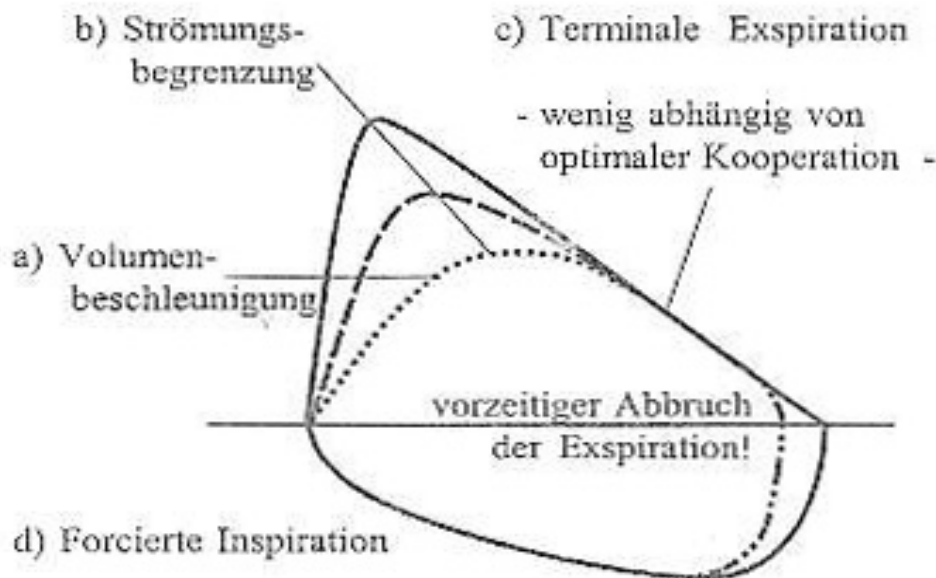 b) Strömungs-
begrenzung
c) Terminale Exspiration
- wenig abhängig von
optimaler Kooperation -
a) Volumen-
beschleunigung
vorzeitiger Abbruch
der Exspiration!
d) Forcierte Inspiration